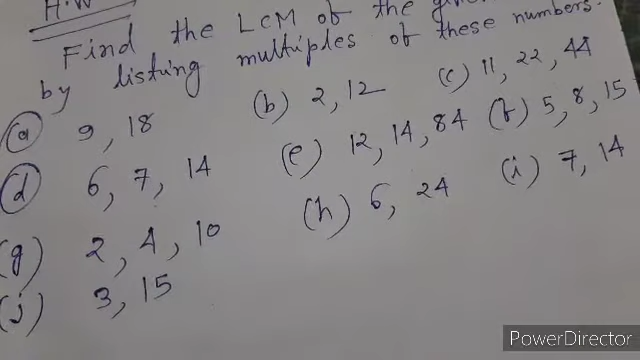 H.W
Find the LCM of the given
by listing multiples of these numbers.
(a) 9, 18 (b) 2, 12 (c) 11, 22, 44
(d) 6, 7, 14 (e) 12, 14, 84 (f) 5, 8, 15
(g) 2, 4, 10 (h) 6, 24 (i) 7, 14
(j) 3, 15
PowerDirector